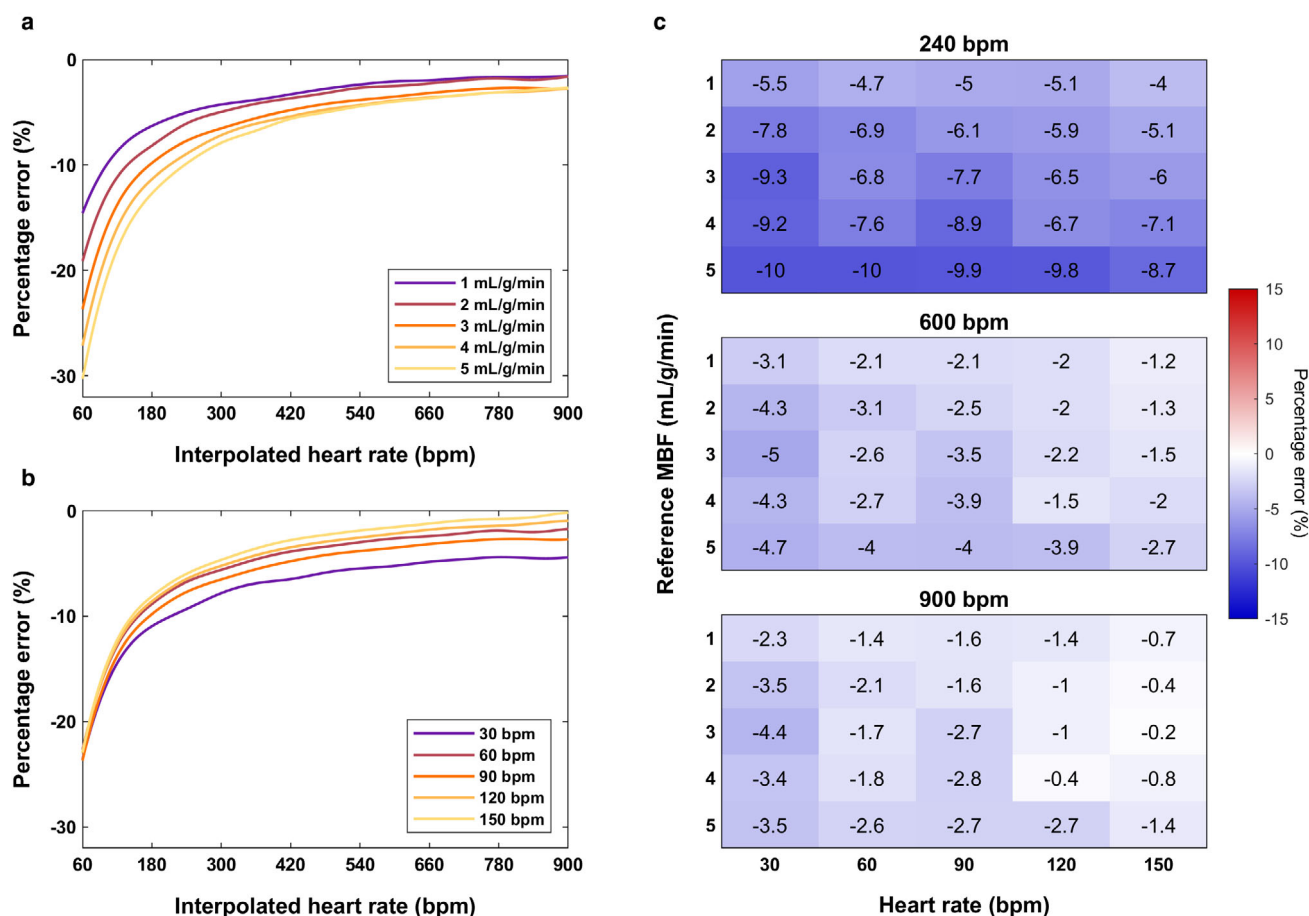 a
0
-10
-20
-30
Percentage error (%)
1 mL/g/min
2 mL/g/min
3 mL/g/min
4 mL/g/min
5 mL/g/min
60 180 300 420 540 660 780 900
Interpolated heart rate (bpm)
b
0
-10
-20
-30
Percentage error (%)
30 bpm
60 bpm
90 bpm
120 bpm
150 bpm
60 180 300 420 540 660 780 900
Interpolated heart rate (bpm)
c
240 bpm
1 -5.5 -4.7 -5 -5.1 -4
2 -7.8 -6.9 -6.1 -5.9 -5.1
3 -9.3 -6.8 -7.7 -6.5 -6
4 -9.2 -7.6 -8.9 -6.7 -7.1
5 -10 -10 -9.9 -9.8 -8.7
600 bpm
1 -3.1 -2.1 -2.1 -2 -1.2
2 -4.3 -3.1 -2.5 -2 -1.3
3 -5 -2.6 -3.5 -2.2 -1.5
4 -4.3 -2.7 -3.9 -1.5 -2
5 -4.7 -4 -4 -3.9 -2.7
900 bpm
1 -2.3 -1.4 -1.6 -1.4 -0.7
2 -3.5 -2.1 -1.6 -1 -0.4
3 -4.4 -1.7 -2.7 -1 -0.2
4 -3.4 -1.8 -2.8 -0.4 -0.8
5 -3.5 -2.6 -2.7 -2.7 -1.4
30 60 90 120 150
Heart rate (bpm)
Reference MBF (mL/g/min)
15
10
5
0
-5
-10
-15
Percentage error (%)